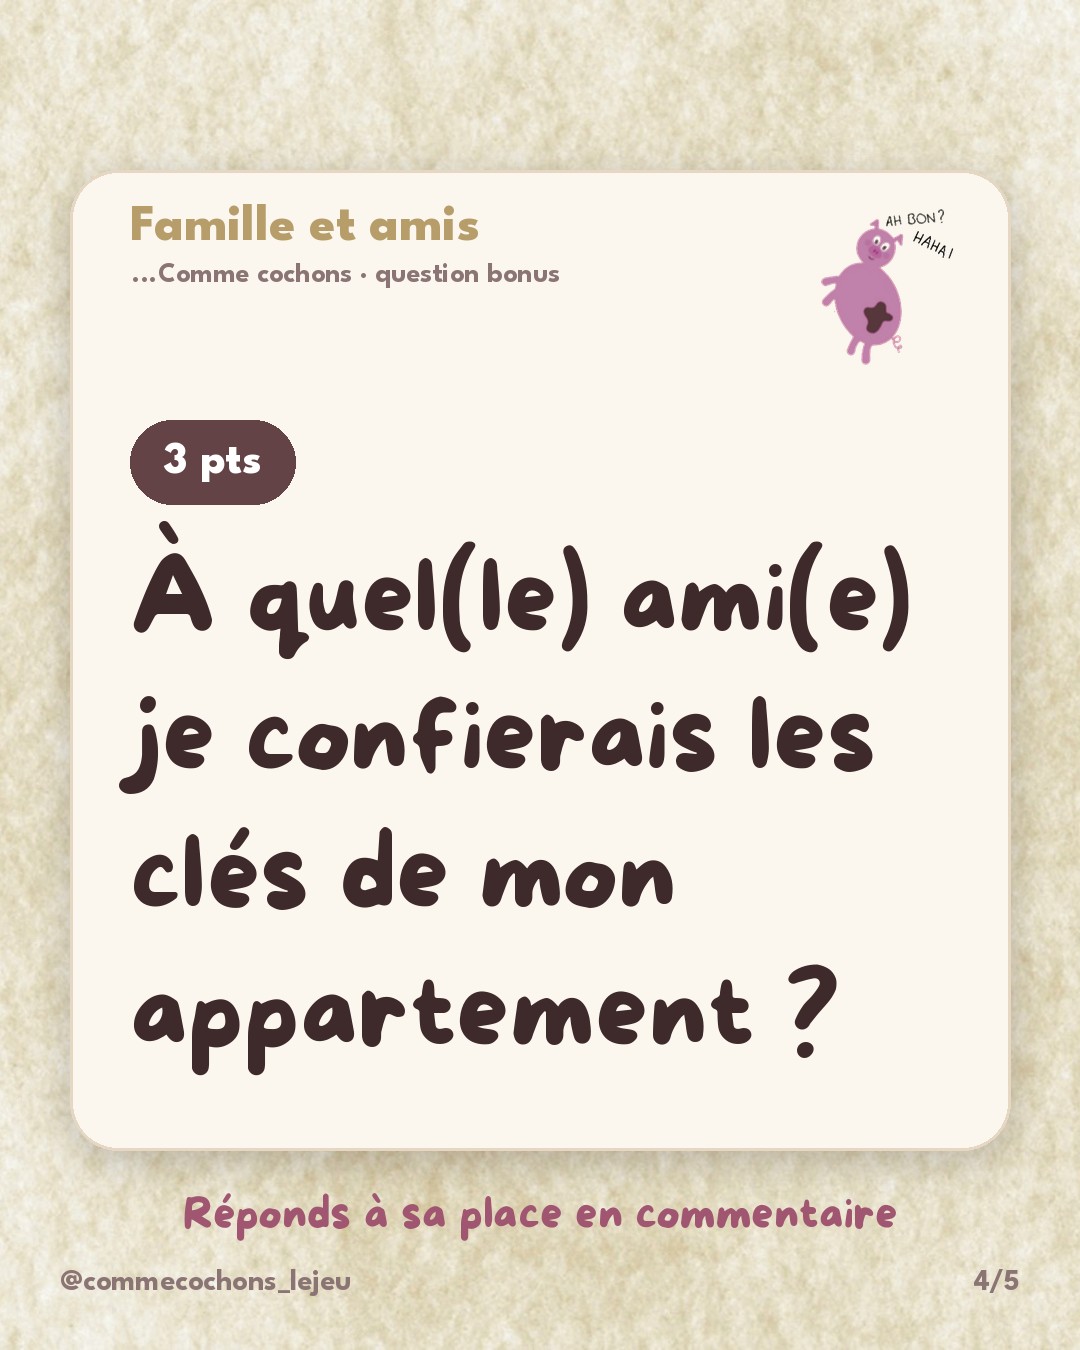 Famille et amis
...Comme cochons · question bonus
AH BON?
HAHA!
3 pts
À quel(le) ami(e)
je confierais les
clés de mon
appartement ?
Réponds à sa place en commentaire
@commecochons_lejeu
4/5